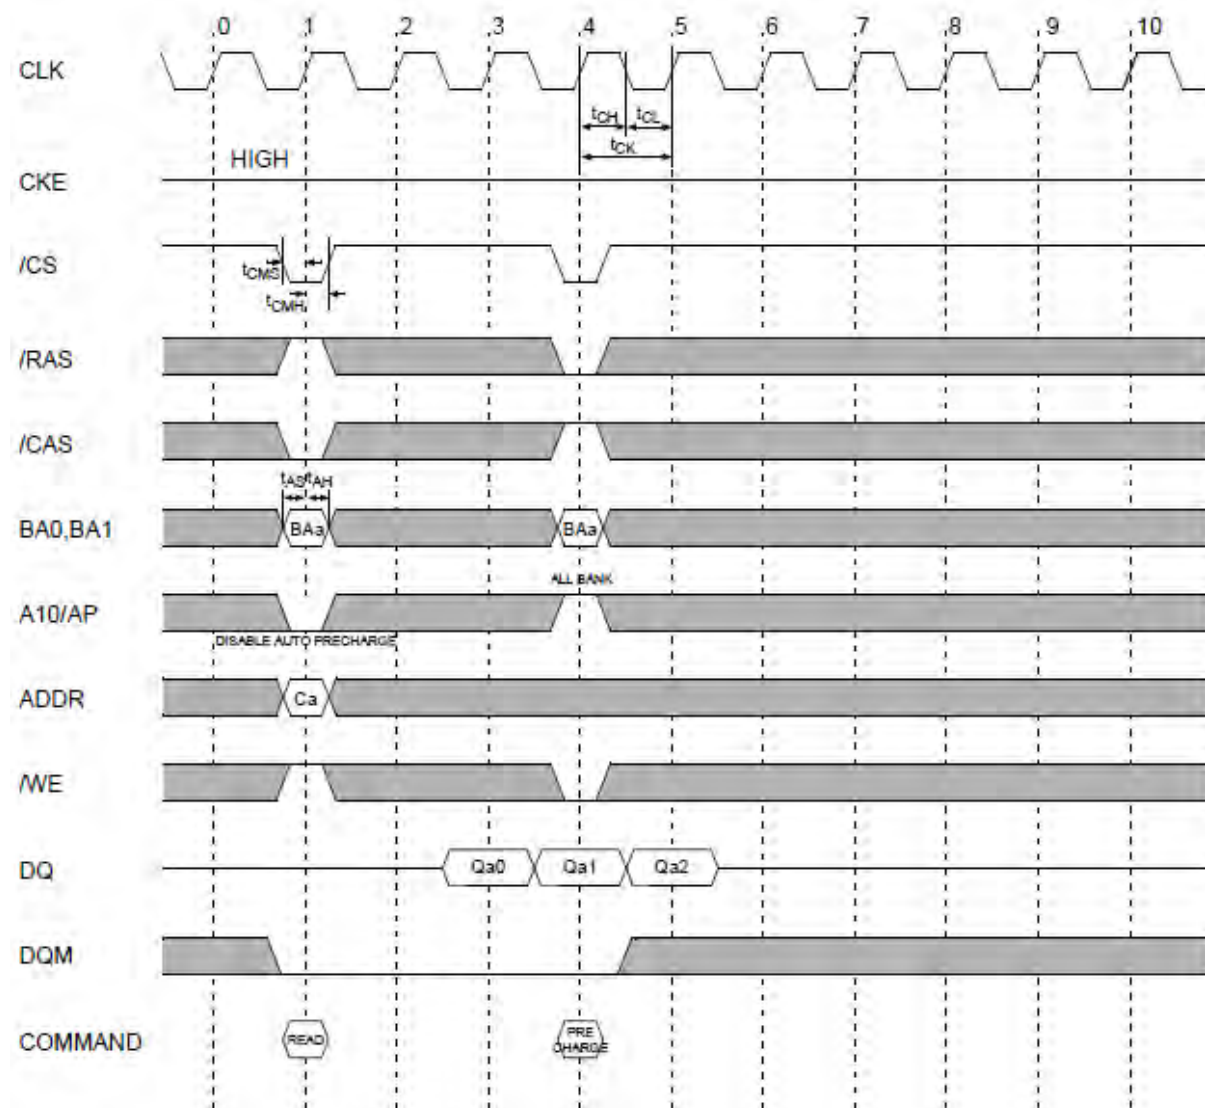 0 1 2 3 4 5 6 7 8 9 10
CLK
tCH tCL
tCK
HIGH
CKE
/CS
tCMS
tCMH
/RAS
/CAS
tAS tAH
BA0,BA1 BAa BAa
ALL BANK
A10/AP
DISABLE AUTO PRECHARGE
ADDR Ca
/WE
DQ Qa0 Qa1 Qa2
DQM
COMMAND READ PRE
CHARGE